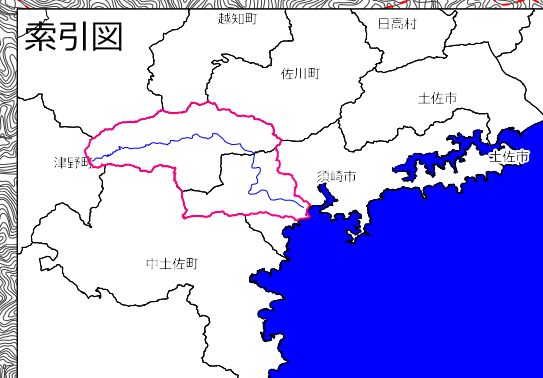 索引図
越知町
日高村
佐川町
土佐市
津野町
須崎市
土佐市
中土佐町